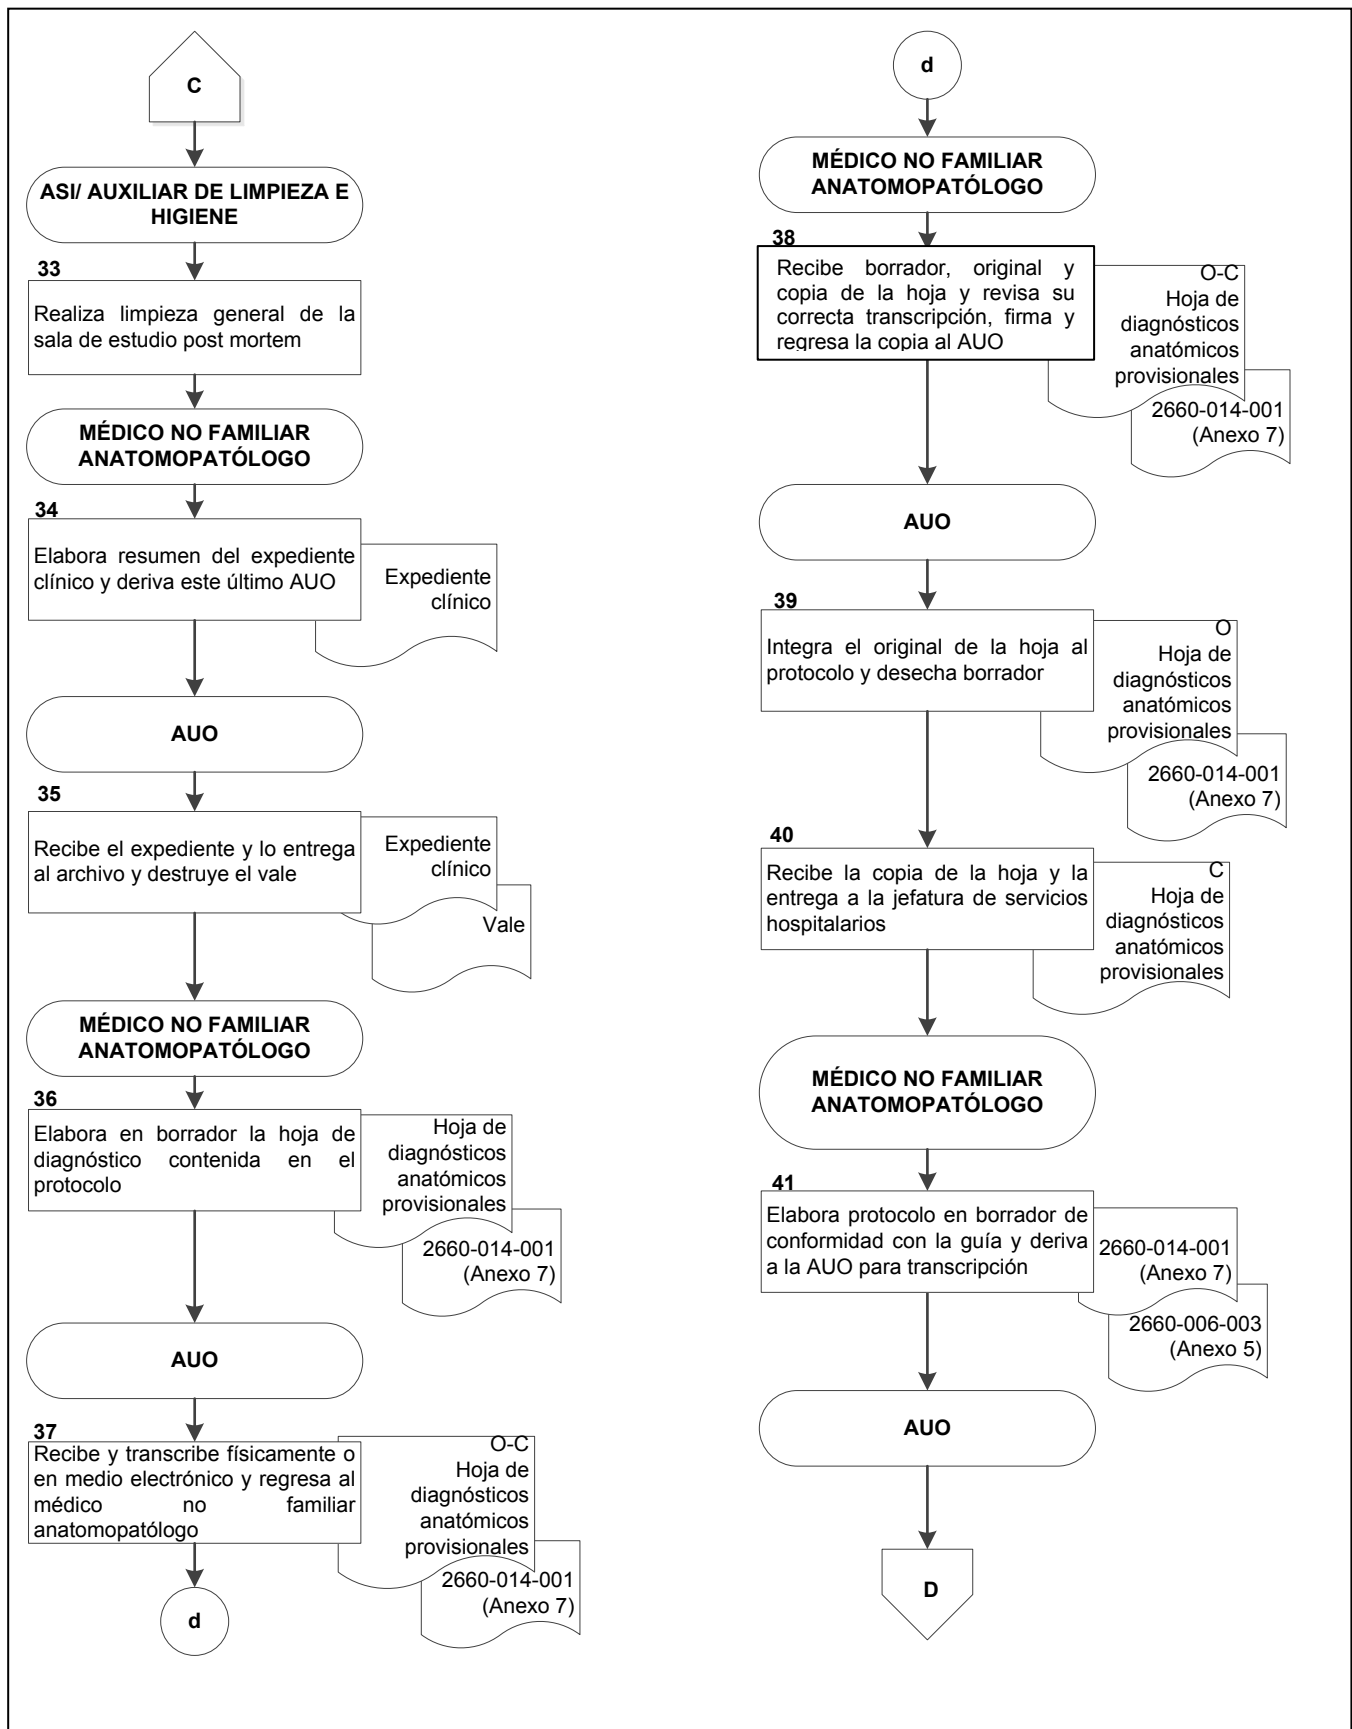 C
ASI/ AUXILIAR DE LIMPIEZA E
HIGIENE
33
Realiza limpieza general de la
sala de estudio post mortem
MÉDICO NO FAMILIAR
ANATOMOPATÓLOGO
34
Elabora resumen del expediente
clínico y deriva este último AUO
Expediente
clínico
AUO
35
Recibe el expediente y lo entrega
al archivo y destruye el vale
Expediente
clínico
Vale
MÉDICO NO FAMILIAR
ANATOMOPATÓLOGO
36
Elabora en borrador la hoja de
diagnóstico contenida en el
protocolo
Hoja de
diagnósticos
anatómicos
provisionales
2660-014-001
(Anexo 7)
AUO
37
Recibe y transcribe físicamente o
en medio electrónico y regresa al
médico no familiar
anatomopatólogo
O-C
Hoja de
diagnósticos
anatómicos
provisionales
2660-014-001
(Anexo 7)
d
d
MÉDICO NO FAMILIAR
ANATOMOPATÓLOGO
38
Recibe borrador, original y
copia de la hoja y revisa su
correcta transcripción, firma y
regresa la copia al AUO
O-C
Hoja de
diagnósticos
anatómicos
provisionales
2660-014-001
(Anexo 7)
AUO
39
Integra el original de la hoja al
protocolo y desecha borrador
O
Hoja de
diagnósticos
anatómicos
provisionales
2660-014-001
(Anexo 7)
40
Recibe la copia de la hoja y la
entrega a la jefatura de servicios
hospitalarios
C
Hoja de
diagnósticos
anatómicos
provisionales
MÉDICO NO FAMILIAR
ANATOMOPATÓLOGO
41
Elabora protocolo en borrador de
conformidad con la guía y deriva
a la AUO para transcripción
2660-014-001
(Anexo 7)
2660-006-003
(Anexo 5)
AUO
D